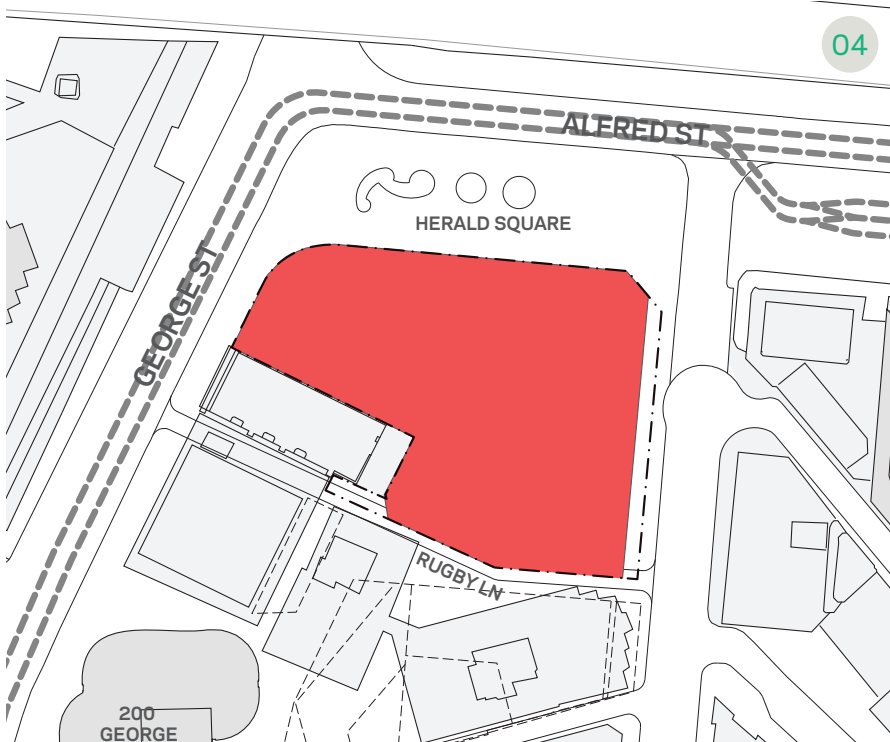 04
ALFRED ST
HERALD SQUARE
GEORGE ST
RUGBY LN
200
GEORGE